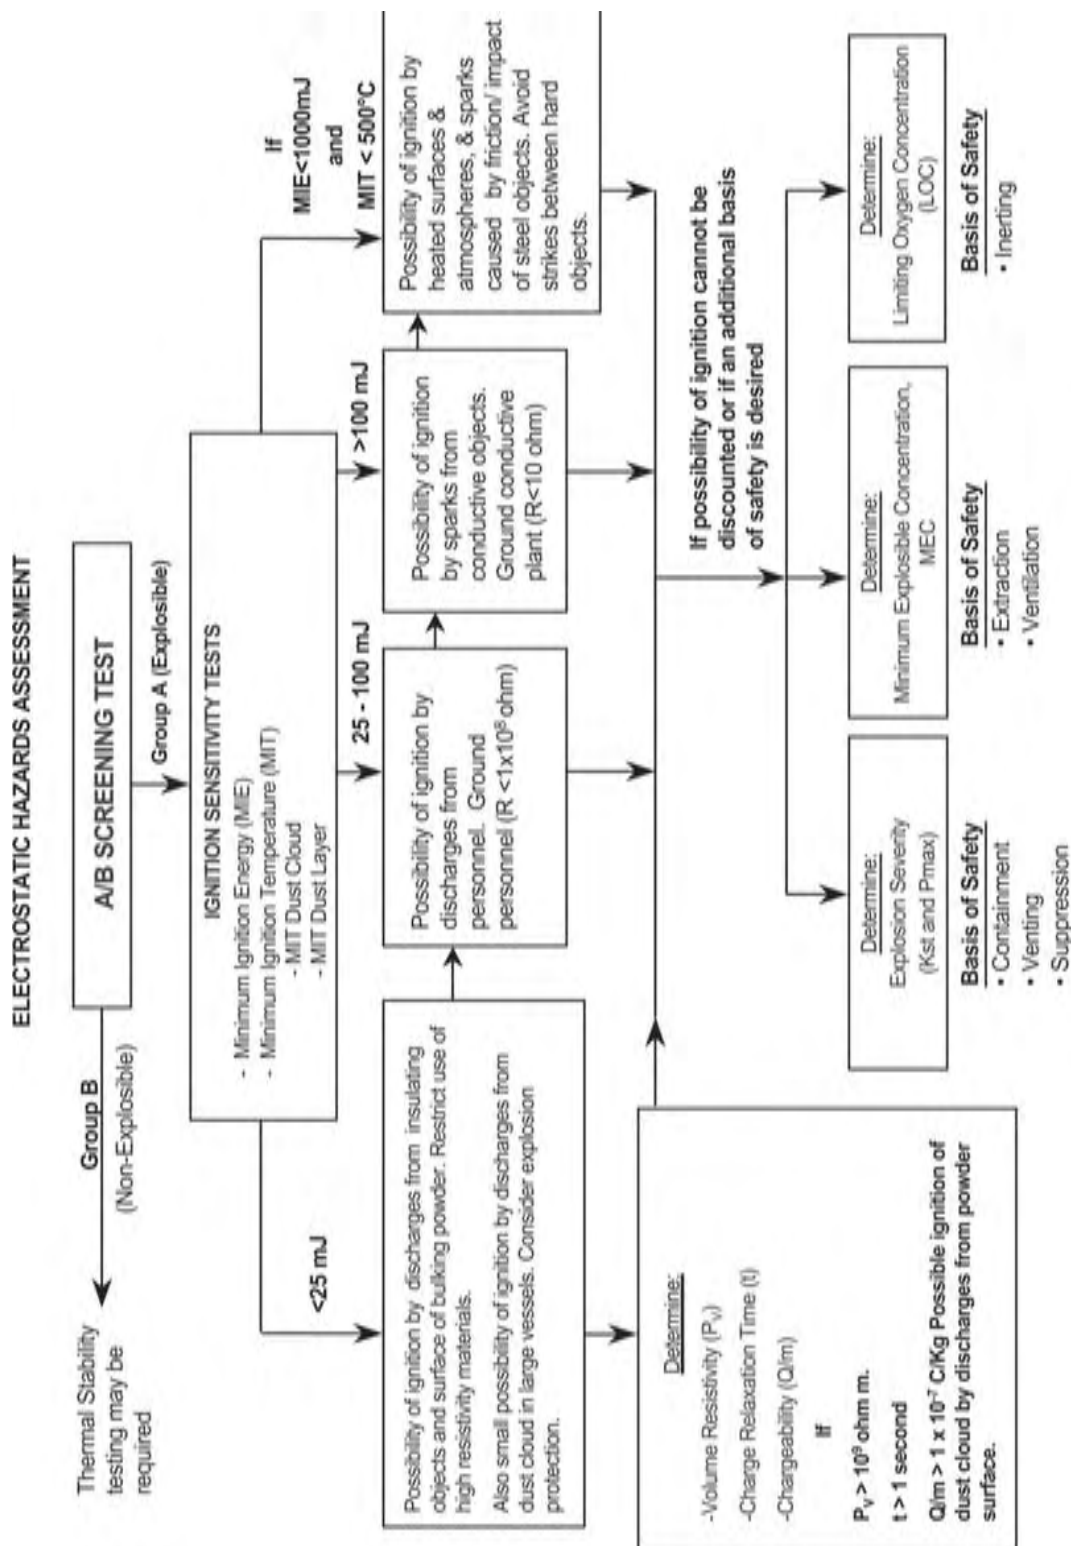 ELECTROSTATIC HAZARDS ASSESSMENT
A/B SCREENING TEST
Group B
(Non-Explosible)
Thermal Stability
testing may be
required
Group A (Explosible)
IGNITION SENSITIVITY TESTS
- Minimum Ignition Energy (MIE)
- Minimum Ignition Temperature (MIT)
- MIT Dust Cloud
- MIT Dust Layer
<25 mJ
25 - 100 mJ
>100 mJ
If
MIE<1000mJ
and
MIT < 500°C
Possibility of ignition by discharges from insulating
objects and surface of bulking powder. Restrict use of
high resistivity materials.
Also small possibility of ignition by discharges from
dust cloud in large vessels. Consider explosion
protection.
Possibility of ignition by
discharges from
personnel. Ground
personnel (R <1x10⁸ ohm)
Possibility of ignition
by sparks from
conductive objects.
Ground conductive
plant (R<10 ohm)
Possibility of ignition by
heated surfaces &
atmospheres, & sparks
caused by friction/ impact
of steel objects. Avoid
strikes between hard
objects.
Determine:
-Volume Resistivity (Pv)
-Charge Relaxation Time (t)
-Chargeability (Q/m)
If
Pv > 10⁹ ohm m.
t > 1 second
Q/m > 1 x 10⁻⁷ C/Kg Possible ignition of
dust cloud by discharges from powder
surface.
If possibility of ignition cannot be
discounted or if an additional basis
of safety is desired
Determine:
Explosion Severity
(Kst and Pmax)
Basis of Safety
• Containment
• Venting
• Suppression
Determine:
Minimum Explosible Concentration,
MEC
Basis of Safety
• Extraction
• Ventilation
Determine:
Limiting Oxygen Concentration
(LOC)
Basis of Safety
• Inerting